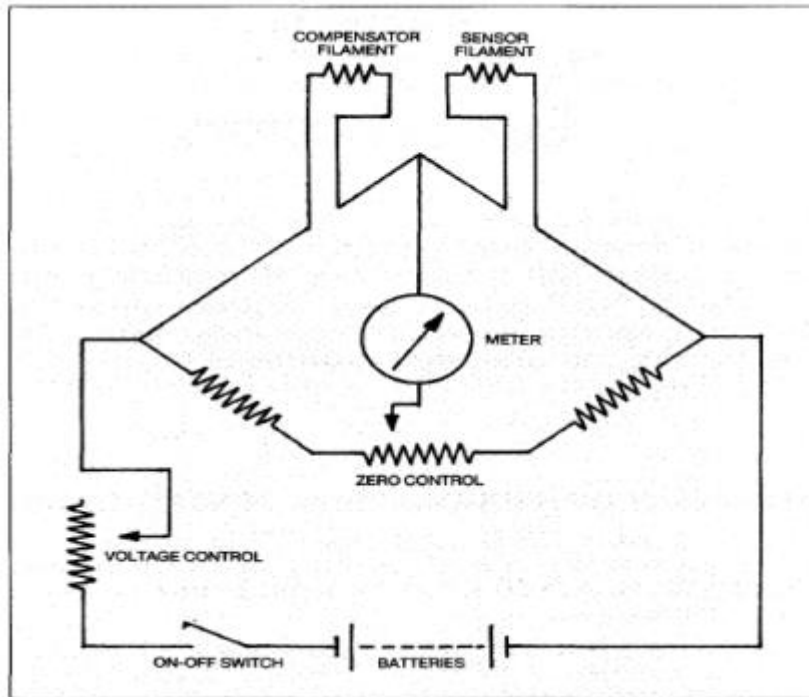 COMPENSATOR
FILAMENT
SENSOR
FILAMENT
METER
ZERO CONTROL
VOLTAGE CONTROL
ON-OFF SWITCH
BATTERIES